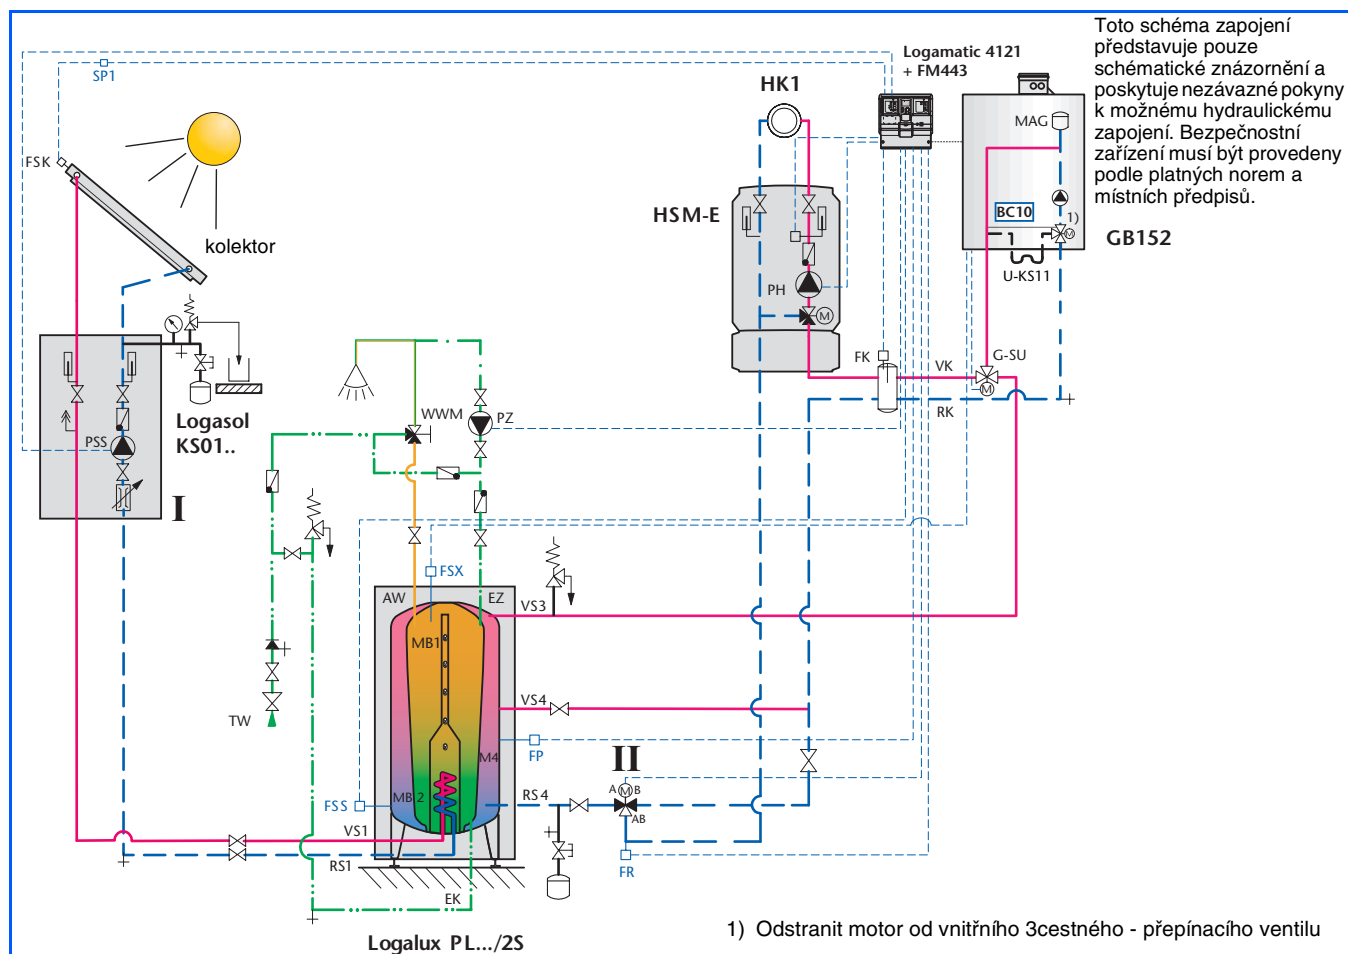 Toto schéma zapojení
představuje pouze
schématické znázornění a
poskytuje nezávazné pokyny
k možnému hydraulickému
zapojení. Bezpečnostní
zařízení musí být provedeny
podle platných norem a
místních předpisů.
Logamatic 4121
+ FM443
SP1
HK1
MAG
FSK
kolektor
HSM-E
BC10
1)
M
GB152
U-KS11
PH
M
FK
VK
G-SU
M
RK
Logasol
KS01..
PSS
I
WWM
PZ
FSX
AW
EZ
VS3
MB1
VS4
TW
FP
M4
II
A
M
B
AB
FSS
MB 2
RS4
VS1
RS1
FR
EK
Logalux PL.../2S
1) Odstranit motor od vnitřního 3cestného - přepínacího ventilu